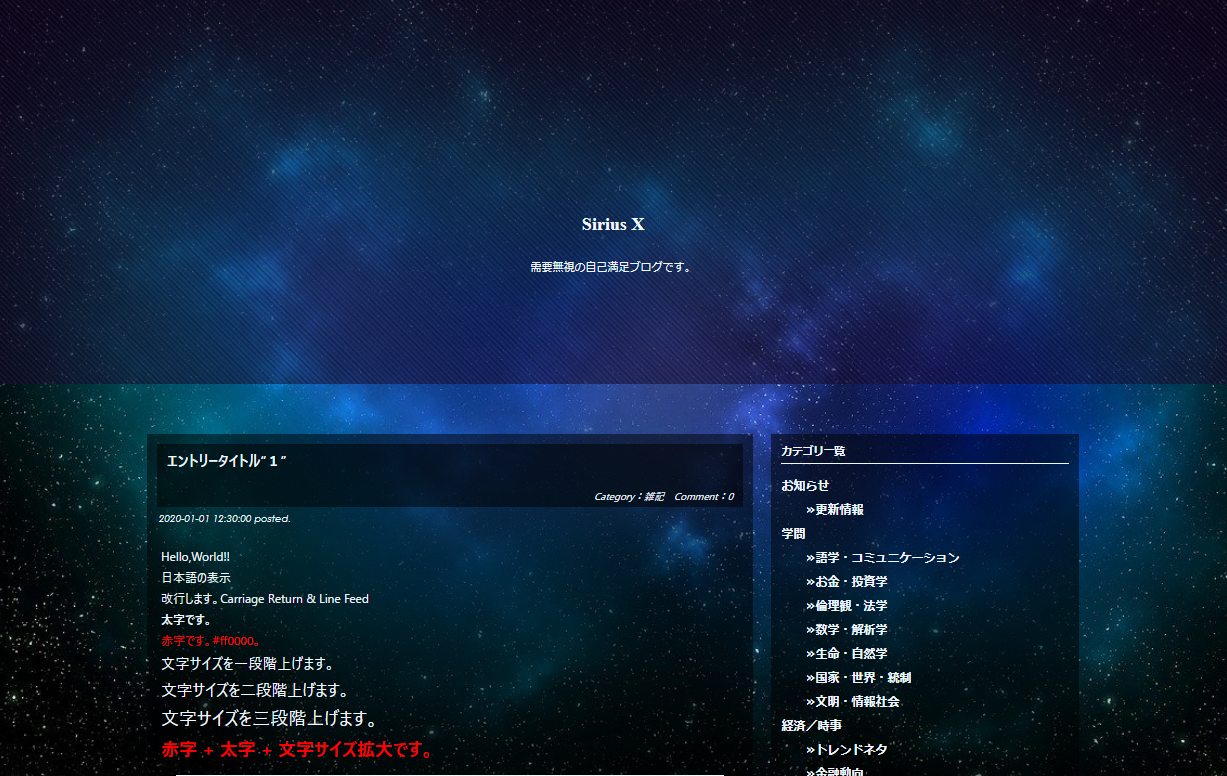 Sirius X
需要無視の自己満足ブログです。
エントリータイトル"１"
Category：雑記　Comment：0
2020-01-01 12:30:00 posted.
Hello,World!!
日本語の表示
改行します。Carriage Return & Line Feed
太字です。
赤字です。#ff0000。
文字サイズを一段階上げます。
文字サイズを二段階上げます。
文字サイズを三段階上げます。
赤字 + 太字 + 文字サイズ拡大です。
カテゴリ一覧
お知らせ
»更新情報
学問
»語学・コミュニケーション
»お金・投資学
»倫理観・法学
»数学・解析学
»生命・自然学
»国家・世界・統制
»文明・情報社会
経済／時事
»トレンドネタ
»金融動向